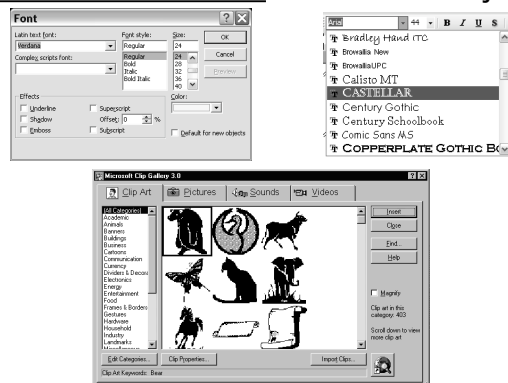 Font
Latin text font:
Font style:
Size:
Verdana
Regular
24
OK
Complex scripts font:
Regular
Bold
Italic
Bold Italic
24
28
32
36
40
Cancel
Preview
Effects
Color:
Underline
Superscript
Shadow
Offset: 0 %
Emboss
Subscript
Default for new objects
Arial
44
B I U S
Bradley Hand ITC
Browallia New
BrowalliaUPC
Calisto MT
CASTELLAR
Century Gothic
Century Schoolbook
Comic Sans MS
COPPERPLATE GOTHIC BO
Microsoft Clip Gallery 3.0
Clip Art
Pictures
Sounds
Videos
(All Categories)
Academic
Animals
Banners
Buildings
Business
Cartoons
Communication
Currency
Dividers & Decora
Electronics
Energy
Entertainment
Food
Frames & Borders
Gestures
Hardware
Household
Industry
Landmarks
Insert
Close
Find...
Help
Magnify
Clip art in this
category: 403
Scroll down to view
more clip art
Edit Categories...
Clip Properties...
Import Clips...
Clip Art Keywords: Bear